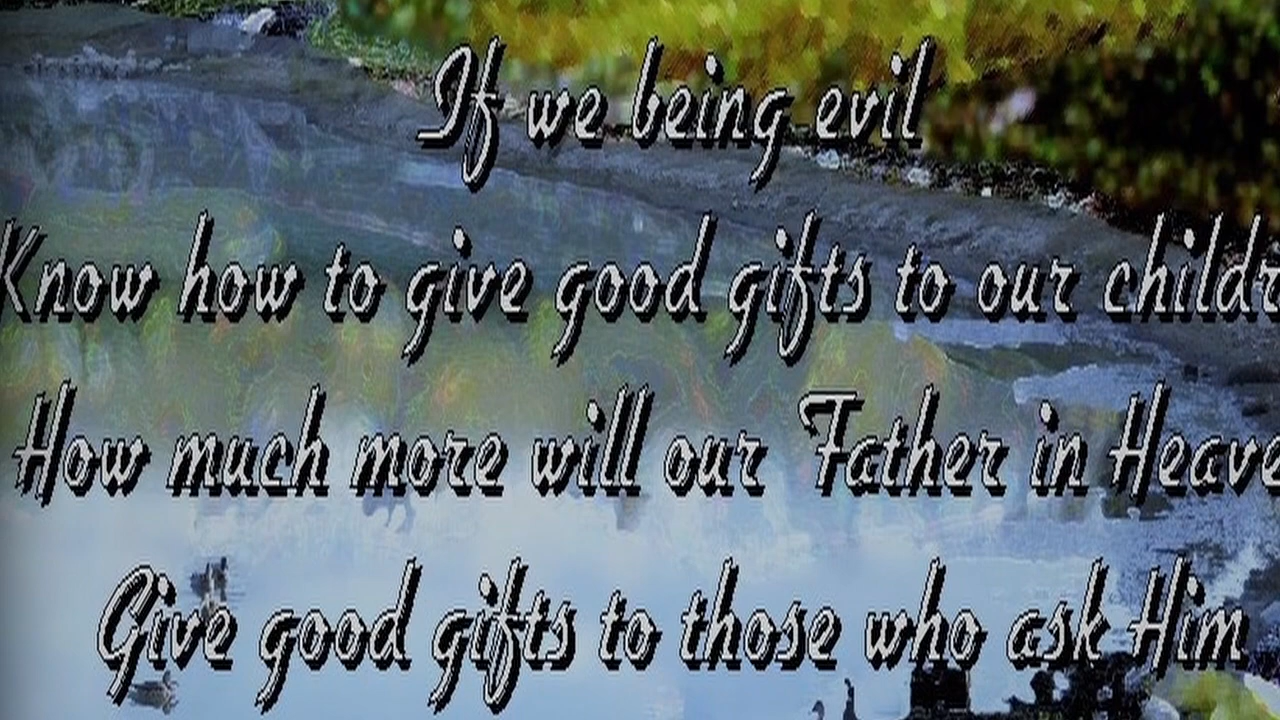 If we being evil
Know how to give good gifts to our childr
How much more will our Father in Heave
Give good gifts to those who ask Him